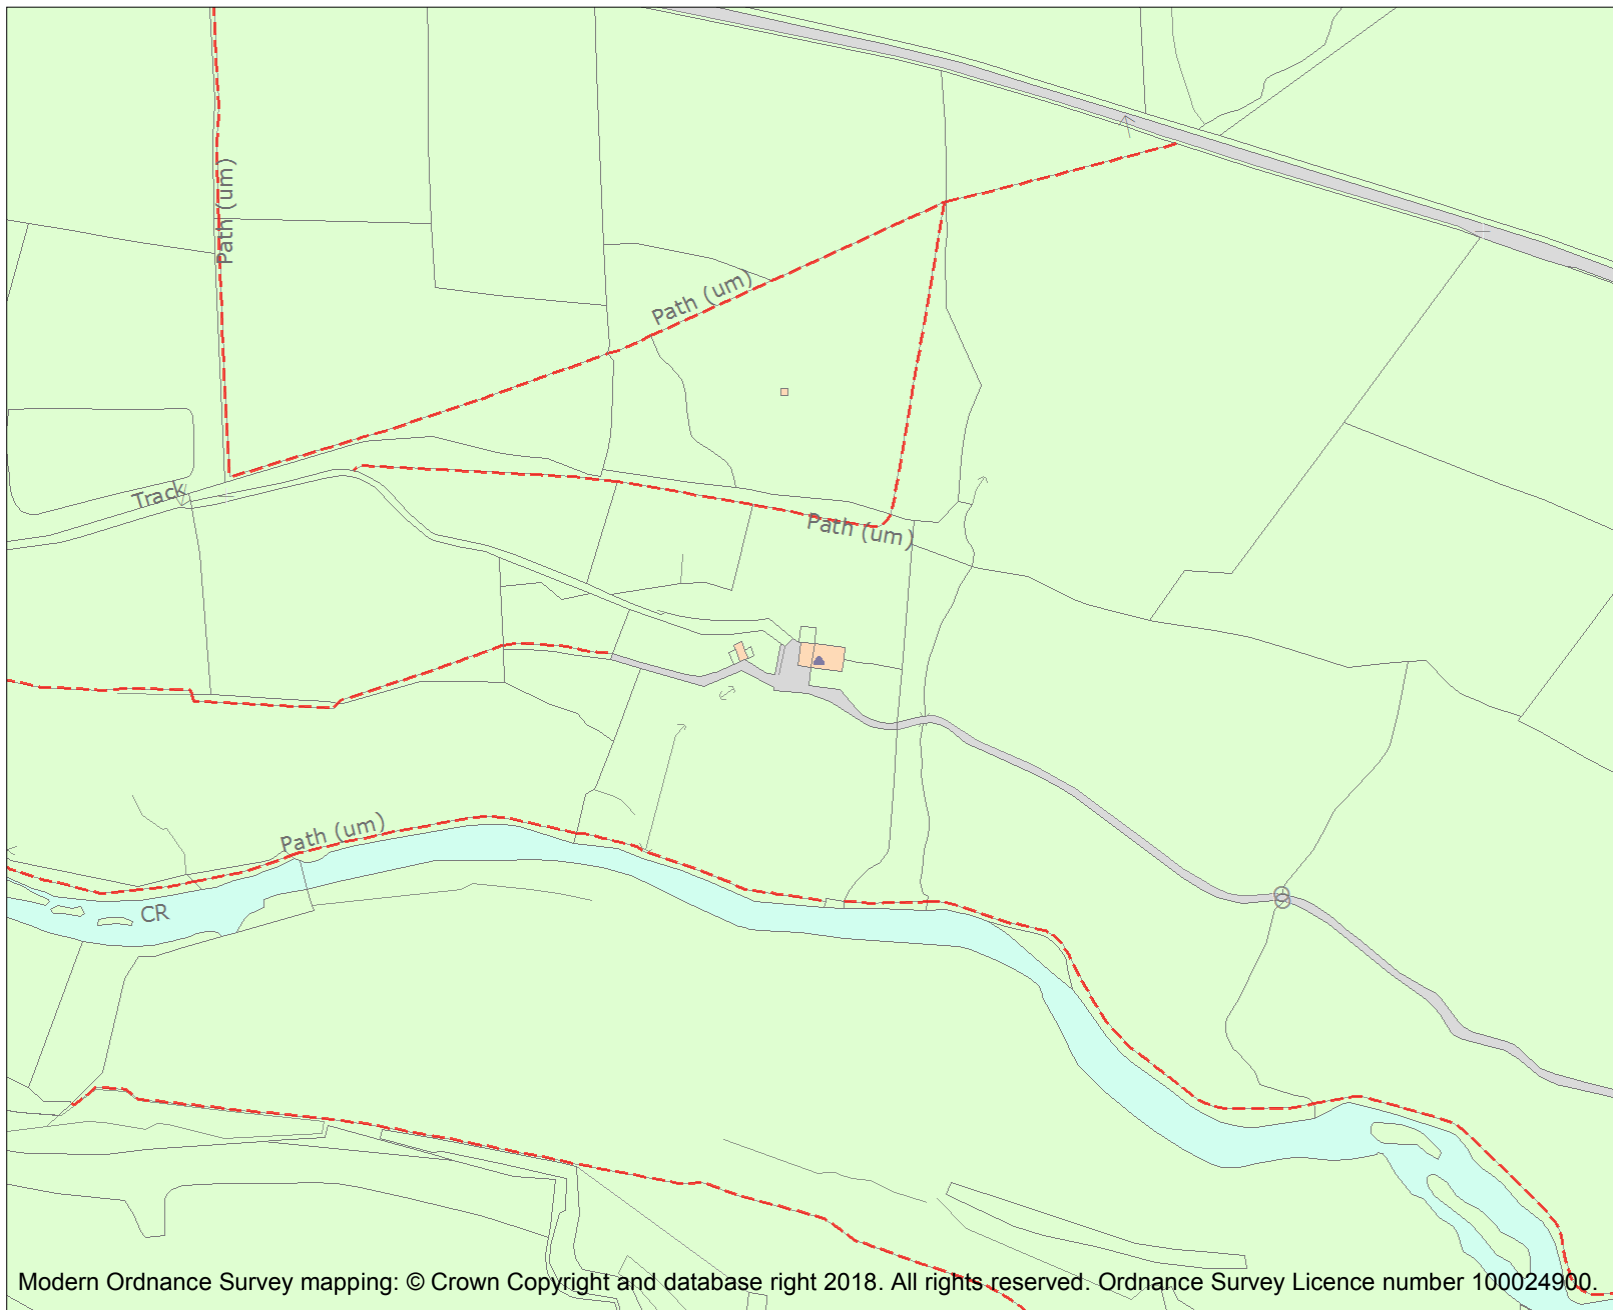 Path (um)
Path (um)
Track
Path (um)
Path (um)
CR
Modern Ordnance Survey mapping: © Crown Copyright and database right 2018. All rights reserved. Ordnance Survey Licence number 100024900.